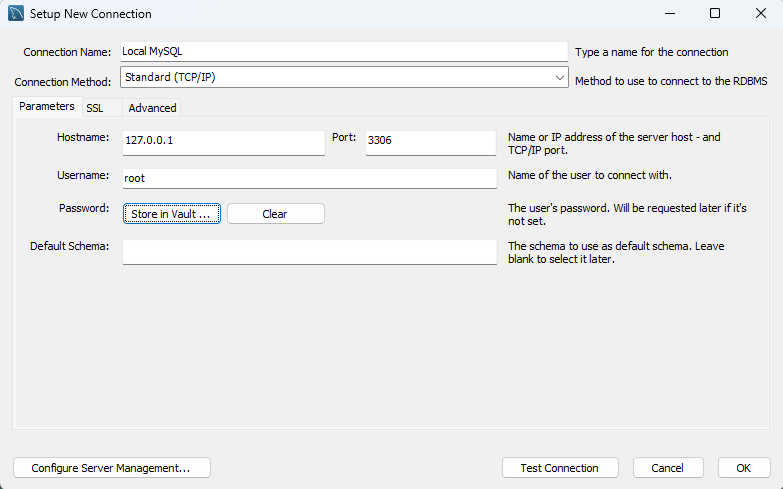 Setup New Connection
Connection Name: Local MySQL Type a name for the connection
Connection Method: Standard (TCP/IP) Method to use to connect to the RDBMS
Parameters SSL Advanced
Hostname: 127.0.0.1 Port: 3306 Name or IP address of the server host - and
TCP/IP port.
Username: root Name of the user to connect with.
Password: Store in Vault ... Clear The user's password. Will be requested later if it's
not set.
Default Schema: The schema to use as default schema. Leave
blank to select it later.
Configure Server Management... Test Connection Cancel OK